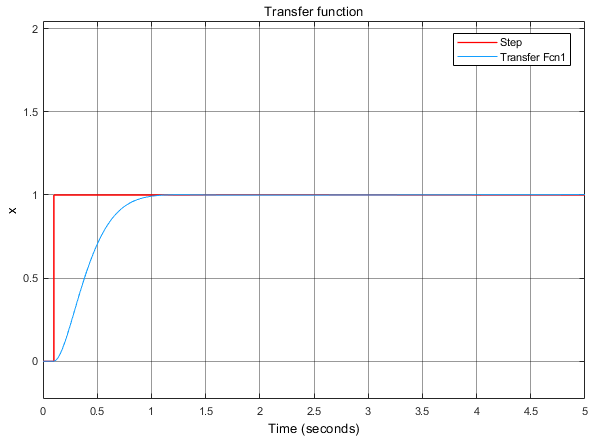 Transfer function
Step
Transfer Fcn1
2
1.5
1
0.5
0
x
0 0.5 1 1.5 2 2.5 3 3.5 4 4.5 5
Time (seconds)